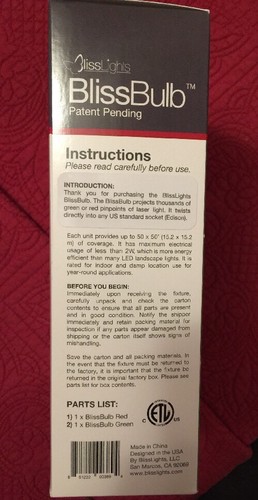 BlissLights
BlissBulb™
Patent Pending
Instructions
Please read carefully before use.
INTRODUCTION:
Thank you for purchasing the BlissLights
BlissBulb. The BlissBulb projects thousands of
green or red pinpoints of laser light. It twists
directly into any US standard socket (Edison).
Each unit provides up to 50 x 50' (15.2 x 15.2
m) of coverage. It has maximum electrical
usage of less than 2W, which is more energy
efficient than many LED landscape lights. It is
rated for indoor and damp location use for
year-round applications.
BEFORE YOU BEGIN:
Immediately upon receiving the fixture,
carefully unpack and check the carton
contents to ensure that all parts are present
and in good condition. Notify the shipper
immediately and retain packing material for
inspection if any parts appear damaged from
shipping or the carton itself shows signs of
mishandling.
Save the carton and all packing materials. In
the event that the fixture must be returned to
the factory, it is important that the fixture be
returned in the original factory box. Please see
parts list for box contents.
PARTS LIST:
1) 1 x BlissBulb Red
2) 1 x BlissBulb Green
C ETL US
Made in China
Designed in the USA
By BlissLights, LLC
San Marcos, CA 92069
www.blisslights.com